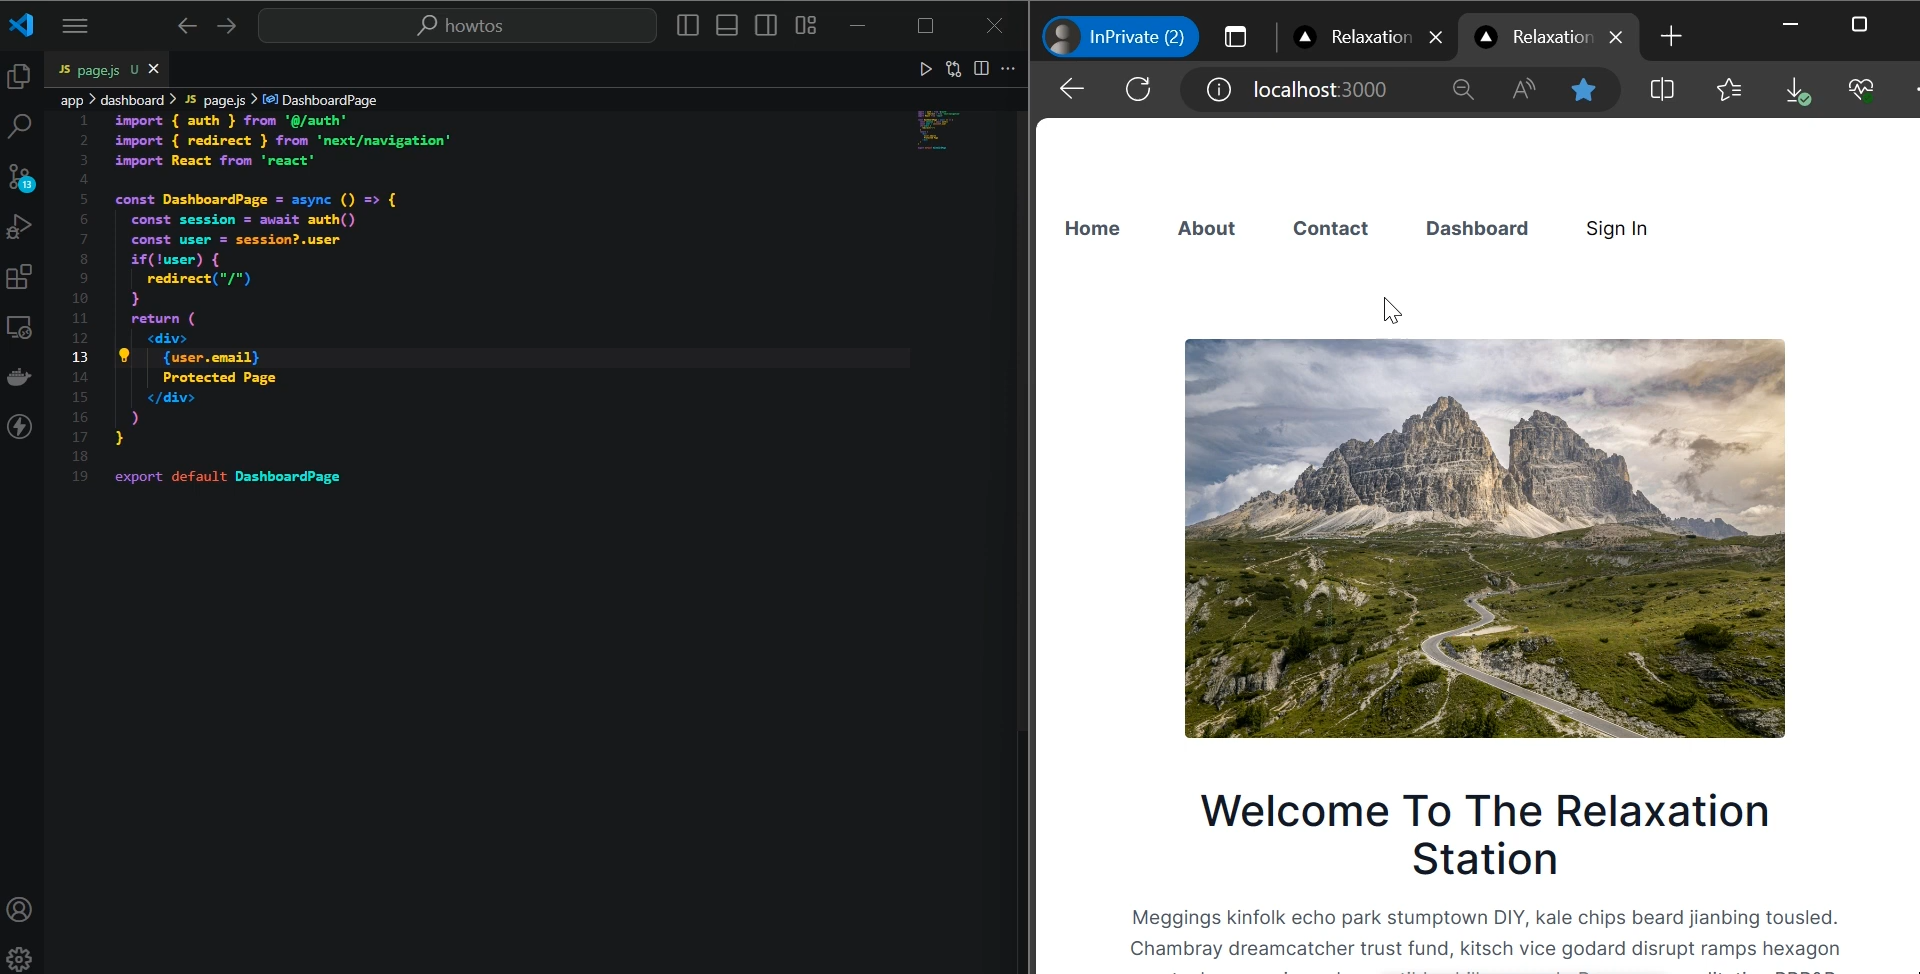 howtos
JS page.js U
app > dashboard > JS page.js > DashboardPage
1 import { auth } from '@/auth'
2 import { redirect } from 'next/navigation'
3 import React from 'react'
4
5 const DashboardPage = async () => {
6 const session = await auth()
7 const user = session?.user
8 if(!user) {
9 redirect("/")
10 }
11 return (
12 <div>
13 {user.email}
14 Protected Page
15 </div>
16 )
17 }
18
19 export default DashboardPage
13
InPrivate (2)
Relaxation
Relaxation
localhost:3000
Home About Contact Dashboard Sign In
Welcome To The Relaxation
Station
Meggings kinfolk echo park stumptown DIY, kale chips beard jianbing tousled.
Chambray dreamcatcher trust fund, kitsch vice godard disrupt ramps hexagon